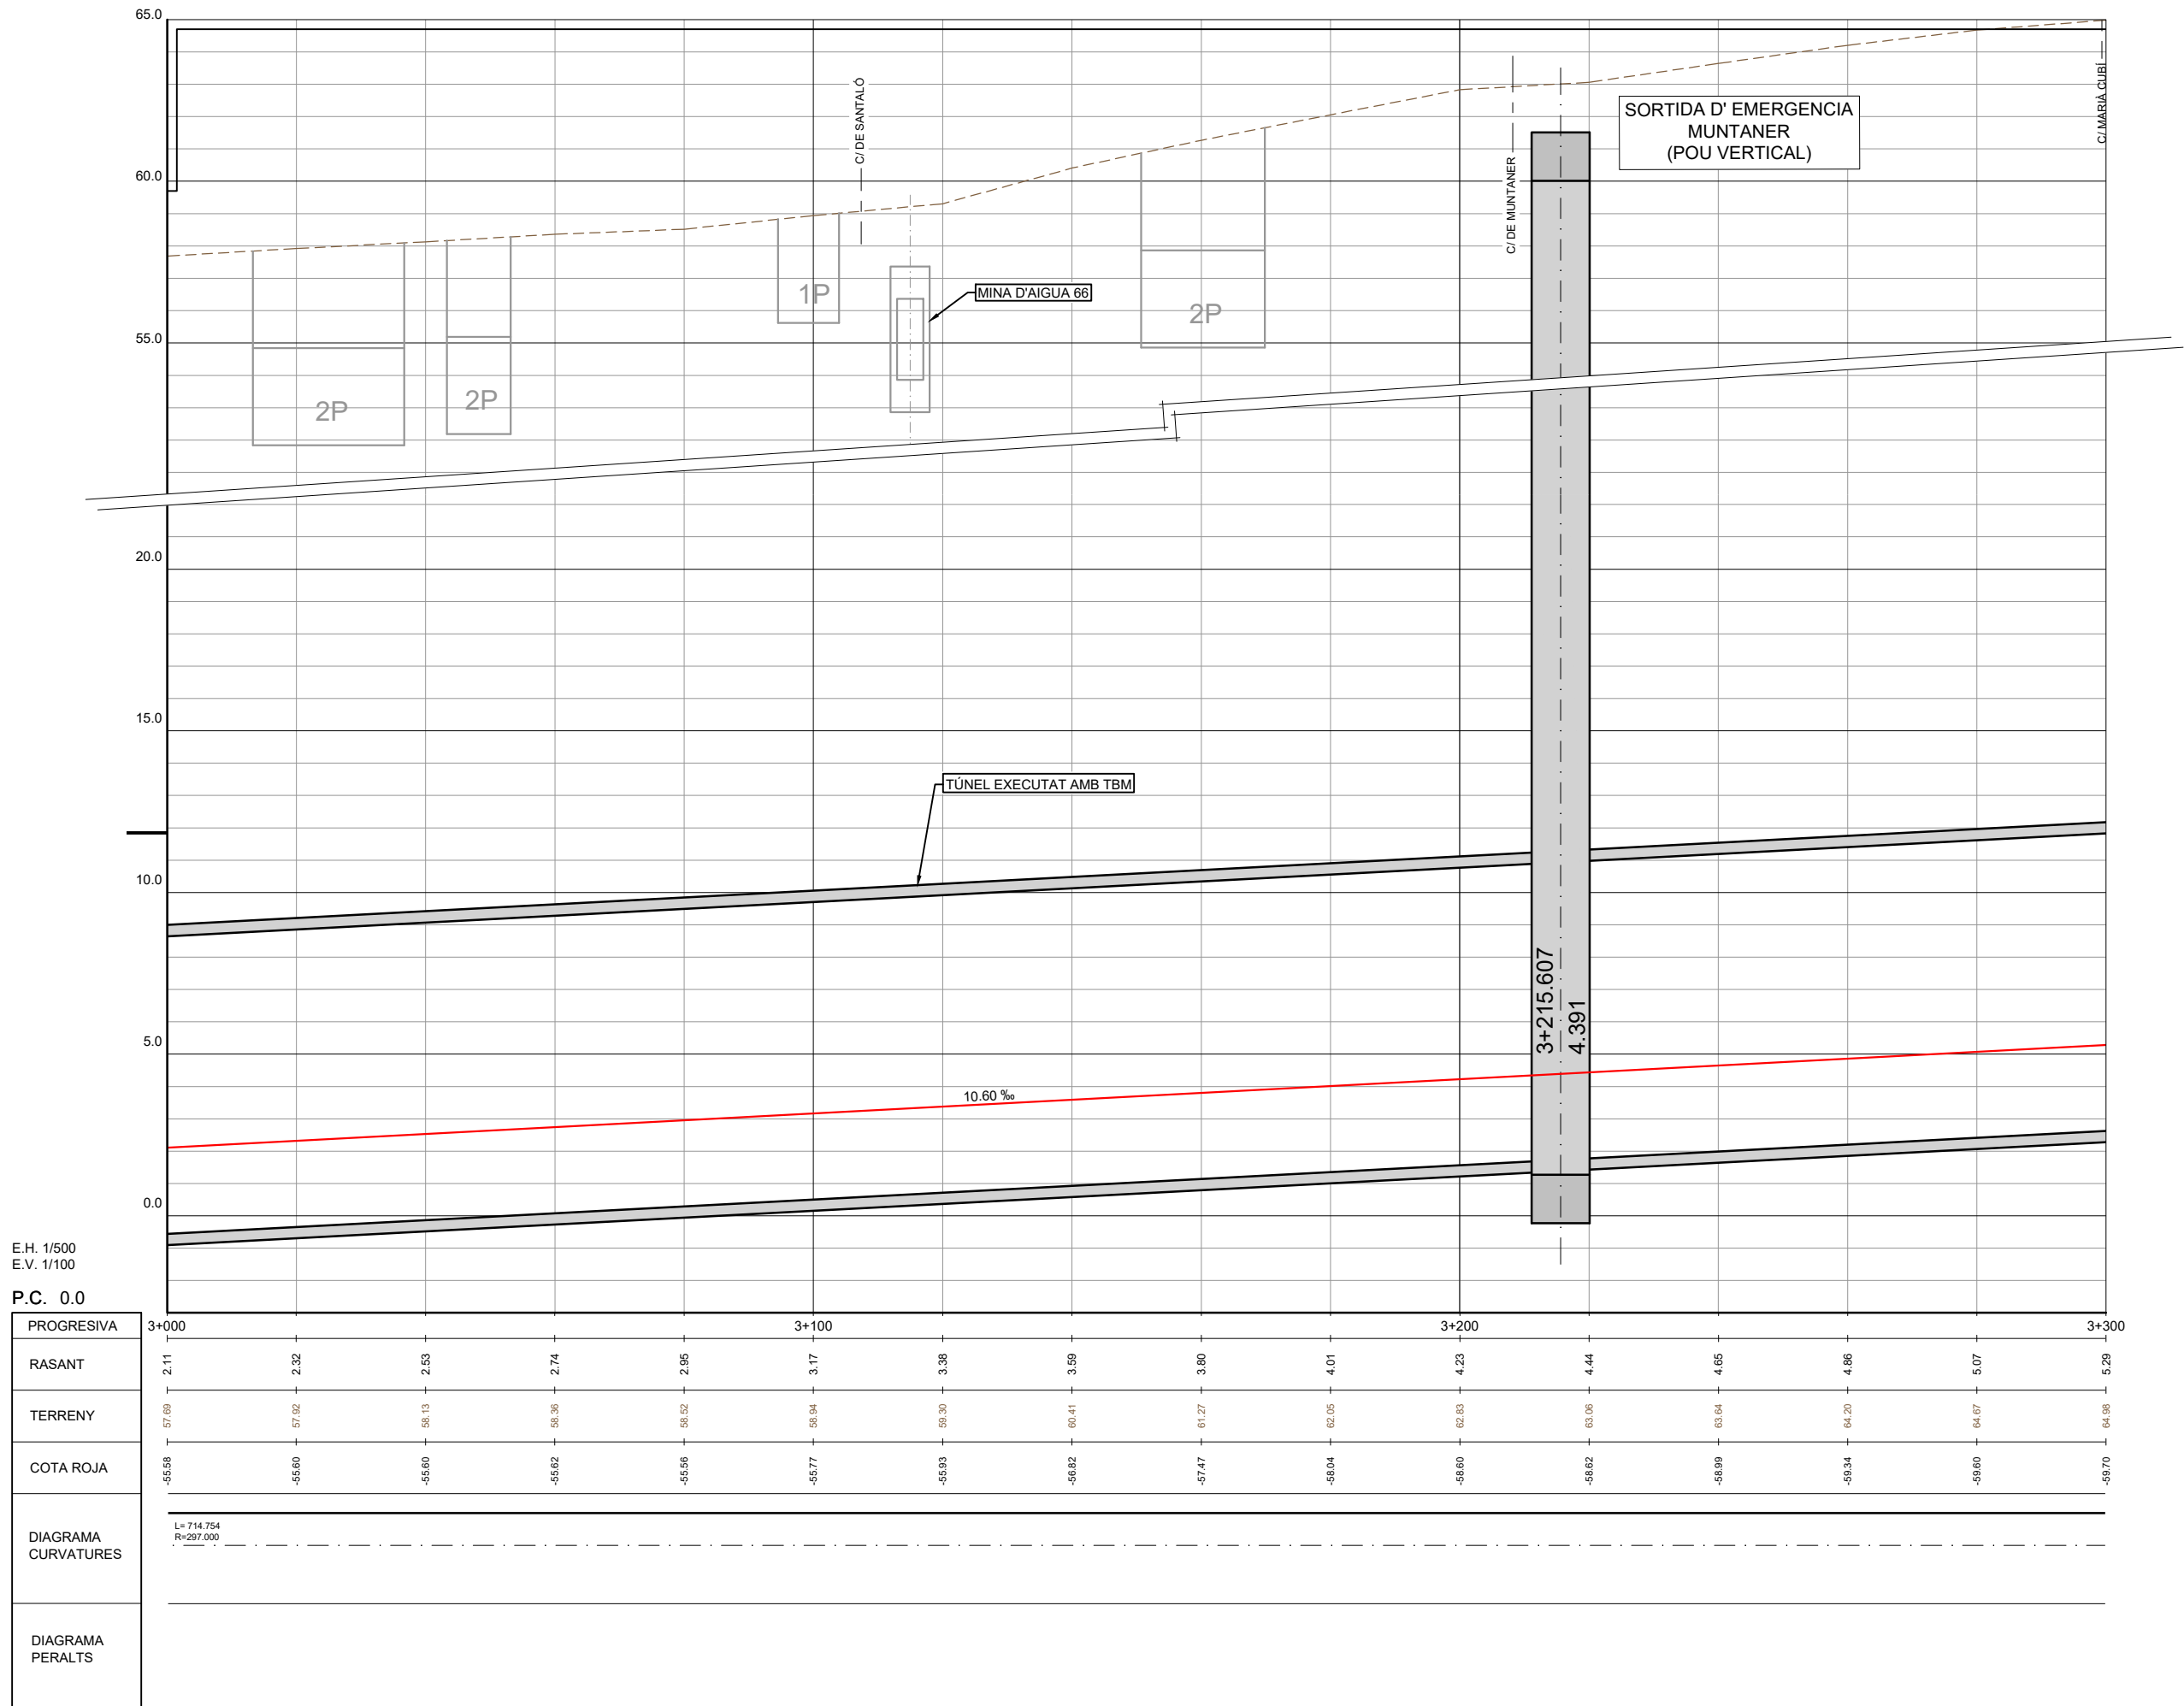 65.0
60.0
55.0
20.0
15.0
10.0
5.0
0.0
C/ DE SANTALÓ
C/ DE MUNTANER
C/ MARIÀ CUBÍ
SORTIDA D' EMERGENCIA
MUNTANER
(POU VERTICAL)
1P
MINA D'AIGUA 66
2P
2P
2P
TÚNEL EXECUTAT AMB TBM
3+215.607
4.391
10.60 ‰
E.H. 1/500
E.V. 1/100
P.C. 0.0
PROGRESIVA 3+000 3+100 3+200 3+300
RASANT 2.11 2.32 2.53 2.74 2.95 3.17 3.38 3.59 3.80 4.01 4.23 4.44 4.65 4.86 5.07 5.29
TERRENY 57.69 57.92 58.13 58.36 58.52 58.94 59.30 60.41 61.27 62.05 62.83 63.06 63.64 64.20 64.67 64.98
COTA ROJA -55.58 -55.60 -55.60 -55.62 -55.56 -55.77 -55.93 -56.82 -57.47 -58.04 -58.60 -58.62 -58.99 -59.34 -59.60 -59.70
DIAGRAMA
CURVATURES
L= 714.754
R=297.000
DIAGRAMA
PERALTS